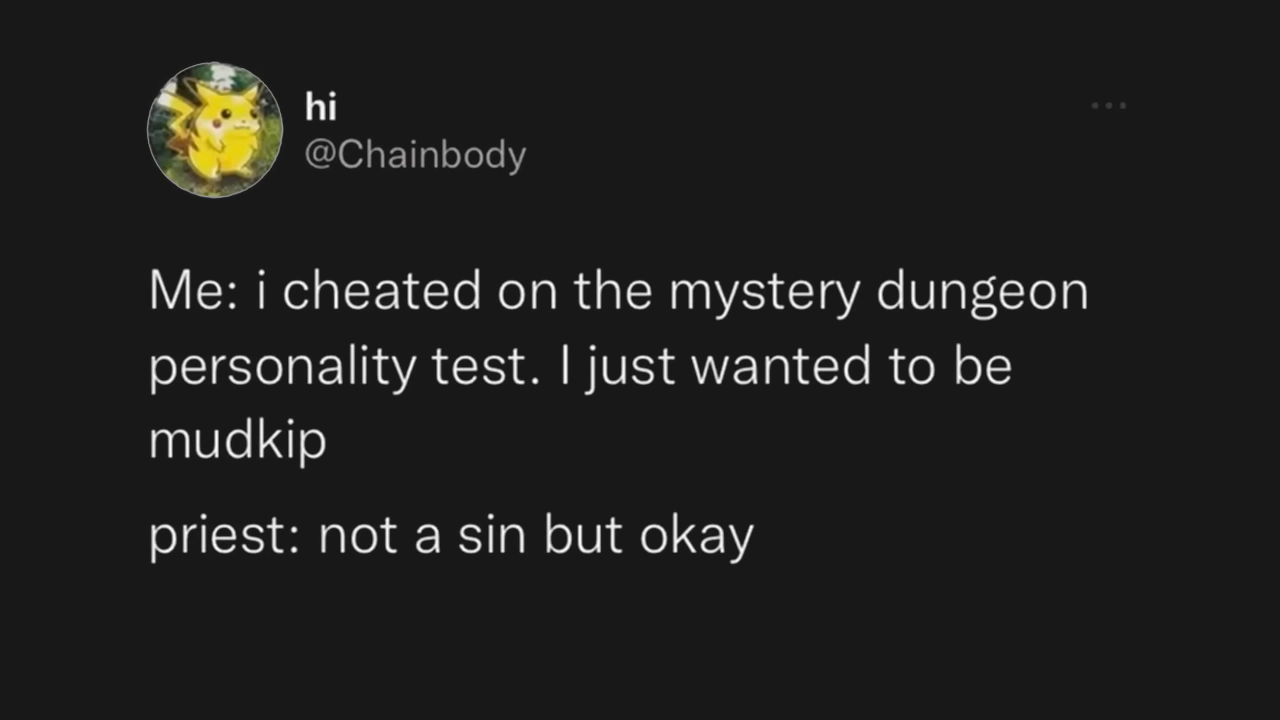 hi
@Chainbody
Me: i cheated on the mystery dungeon
personality test. I just wanted to be
mudkip
priest: not a sin but okay